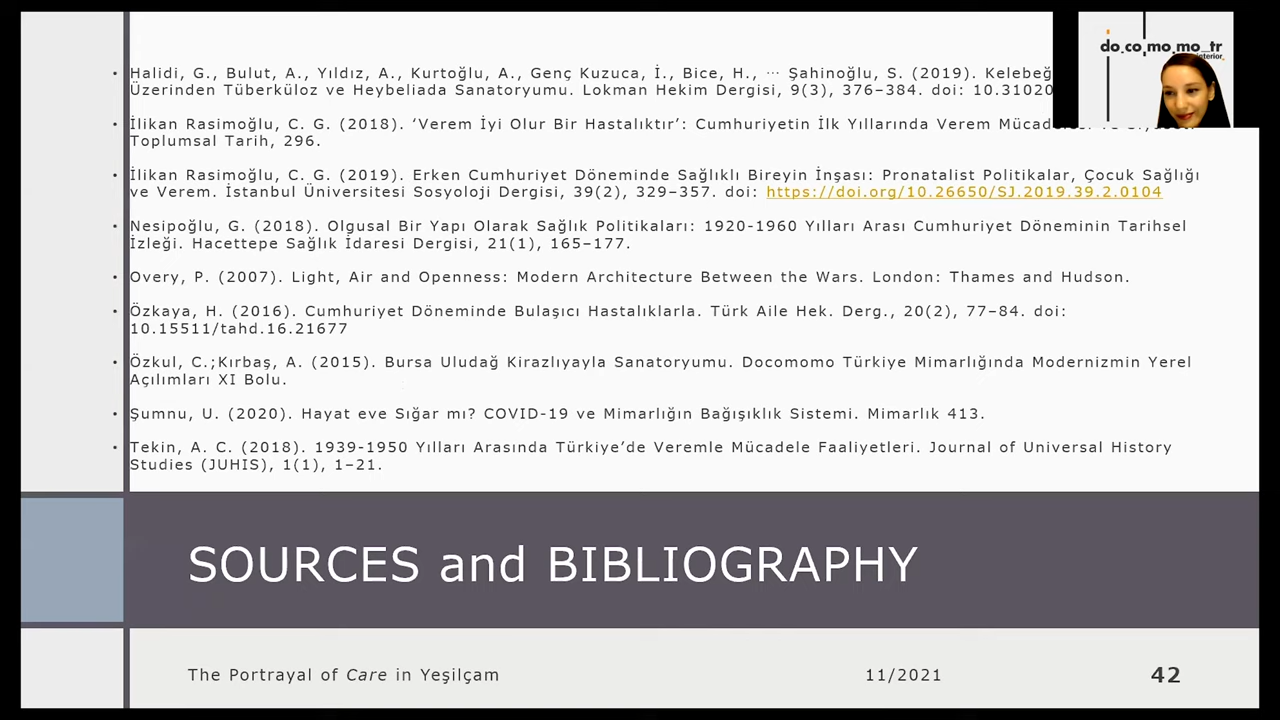 do.co.mo.mo_tr
interior
• Halidi, G., Bulut, A., Yıldız, A., Kurtoğlu, A., Genç Kuzuca, İ., Bice, H., ··· Şahinoğlu, S. (2019).
Üzerinden Tüberküloz ve Heybeliada Sanatoryumu. Lokman Hekim Dergisi, 9(3), 376–384. doi:
• İlikan Rasimoğlu, C. G. (2018). ‘Verem İyi Olur Bir Hastalıktır’: Cumhuriyetin İlk Yıllarında Verem
Toplumsal Tarih, 296.
• İlikan Rasimoğlu, C. G. (2019). Erken Cumhuriyet Döneminde Sağlıklı Bireyin İnşası: Pronatalist Politikalar, Çocuk Sağlığı
ve Verem. İstanbul Üniversitesi Sosyoloji Dergisi, 39(2), 329–357. doi: https://doi.org/10.26650/SJ.2019.39.2.0104
• Nesipoğlu, G. (2018). Olgusal Bir Yapı Olarak Sağlık Politikaları: 1920-1960 Yılları Arası Cumhuriyet Döneminin Tarihsel
İzleği. Hacettepe Sağlık İdaresi Dergisi, 21(1), 165–177.
• Overy, P. (2007). Light, Air and Openness: Modern Architecture Between the Wars. London: Thames and Hudson.
• Özkaya, H. (2016). Cumhuriyet Döneminde Bulaşıcı Hastalıklarla. Türk Aile Hek. Derg., 20(2), 77–84. doi:
10.15511/tahd.16.21677
• Özkul, C.;Kırbaş, A. (2015). Bursa Uludağ Kirazlıyayla Sanatoryumu. Docomomo Türkiye Mimarlığında Modernizmin Yerel
Açılımları XI Bolu.
• Şumnu, U. (2020). Hayat eve Sığar mı? COVID-19 ve Mimarlığın Bağışıklık Sistemi. Mimarlık 413.
• Tekin, A. C. (2018). 1939-1950 Yılları Arasında Türkiye’de Veremle Mücadele Faaliyetleri. Journal of Universal History
Studies (JUHIS), 1(1), 1–21.
SOURCES and BIBLIOGRAPHY
The Portrayal of Care in Yeşilçam
11/2021
42